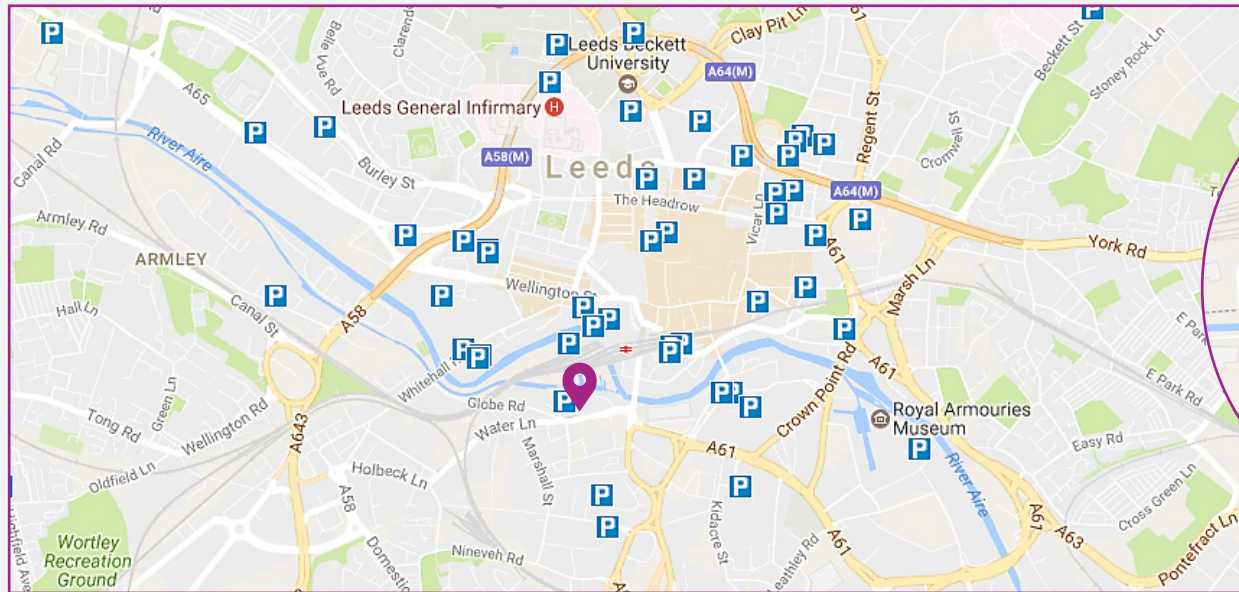 Clay Pit Ln
A61
Beckett St
Stoney Rock Ln
Belle Vue Rd
Leeds Beckett
University
A64(M)
A65
Leeds General Infirmary
H
Regent St
Cromwell St
River Aire
Canal Rd
A58(M)
Burley St
Leeds
A64(M)
The Headrow
Vicar Ln
Armley Rd
ARMLEY
A61
York Rd
Marsh Ln
Wellington St
Hall Ln
Canal St
A58
E Park Rd
Whitehall
Crown Point Rd
A61
Green Ln
Globe Rd
Water Ln
Royal Armouries
Museum
Tong Rd
Wellington Rd
A643
Marshall St
A61
Easy Rd
Oldfield Ln
Holbeck Ln
A58
River Aire
Cross Green Ln
Kidacre St
A61
A63
Wortley
Recreation
Ground
Nineveh Rd
Domestic
Leathley Rd
A61
Pontefract Ln
P